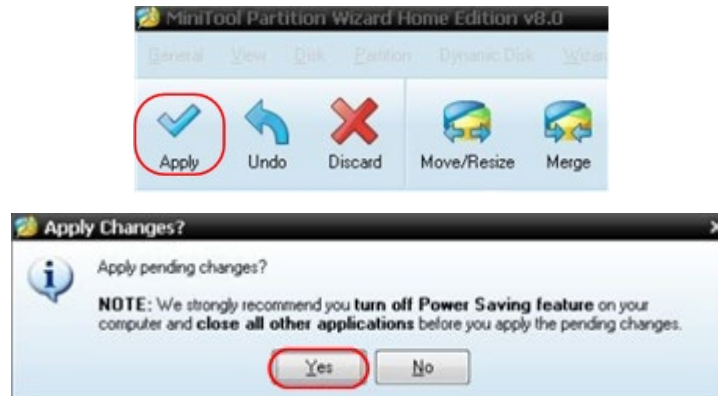 MiniTool Partition Wizard Home Edition v8.0
General View Disk Partition Dynamic Disk Wizar
Apply Undo Discard Move/Resize Merge
Apply Changes?
Apply pending changes?
NOTE: We strongly recommend you turn off Power Saving feature on your
computer and close all other applications before you apply the pending changes.
Yes No